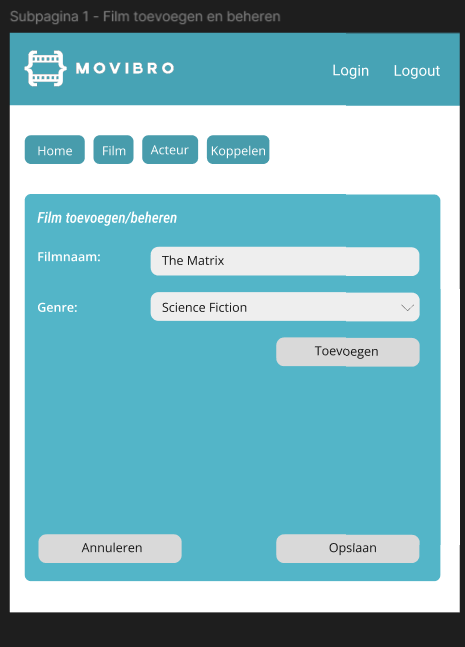 Subpagina 1 - Film toevoegen en beheren
MOVIBRO
Login Logout
Home Film Acteur Koppelen
Film toevoegen/beheren
Filmnaam: The Matrix
Genre: Science Fiction
Toevoegen
Annuleren Opslaan